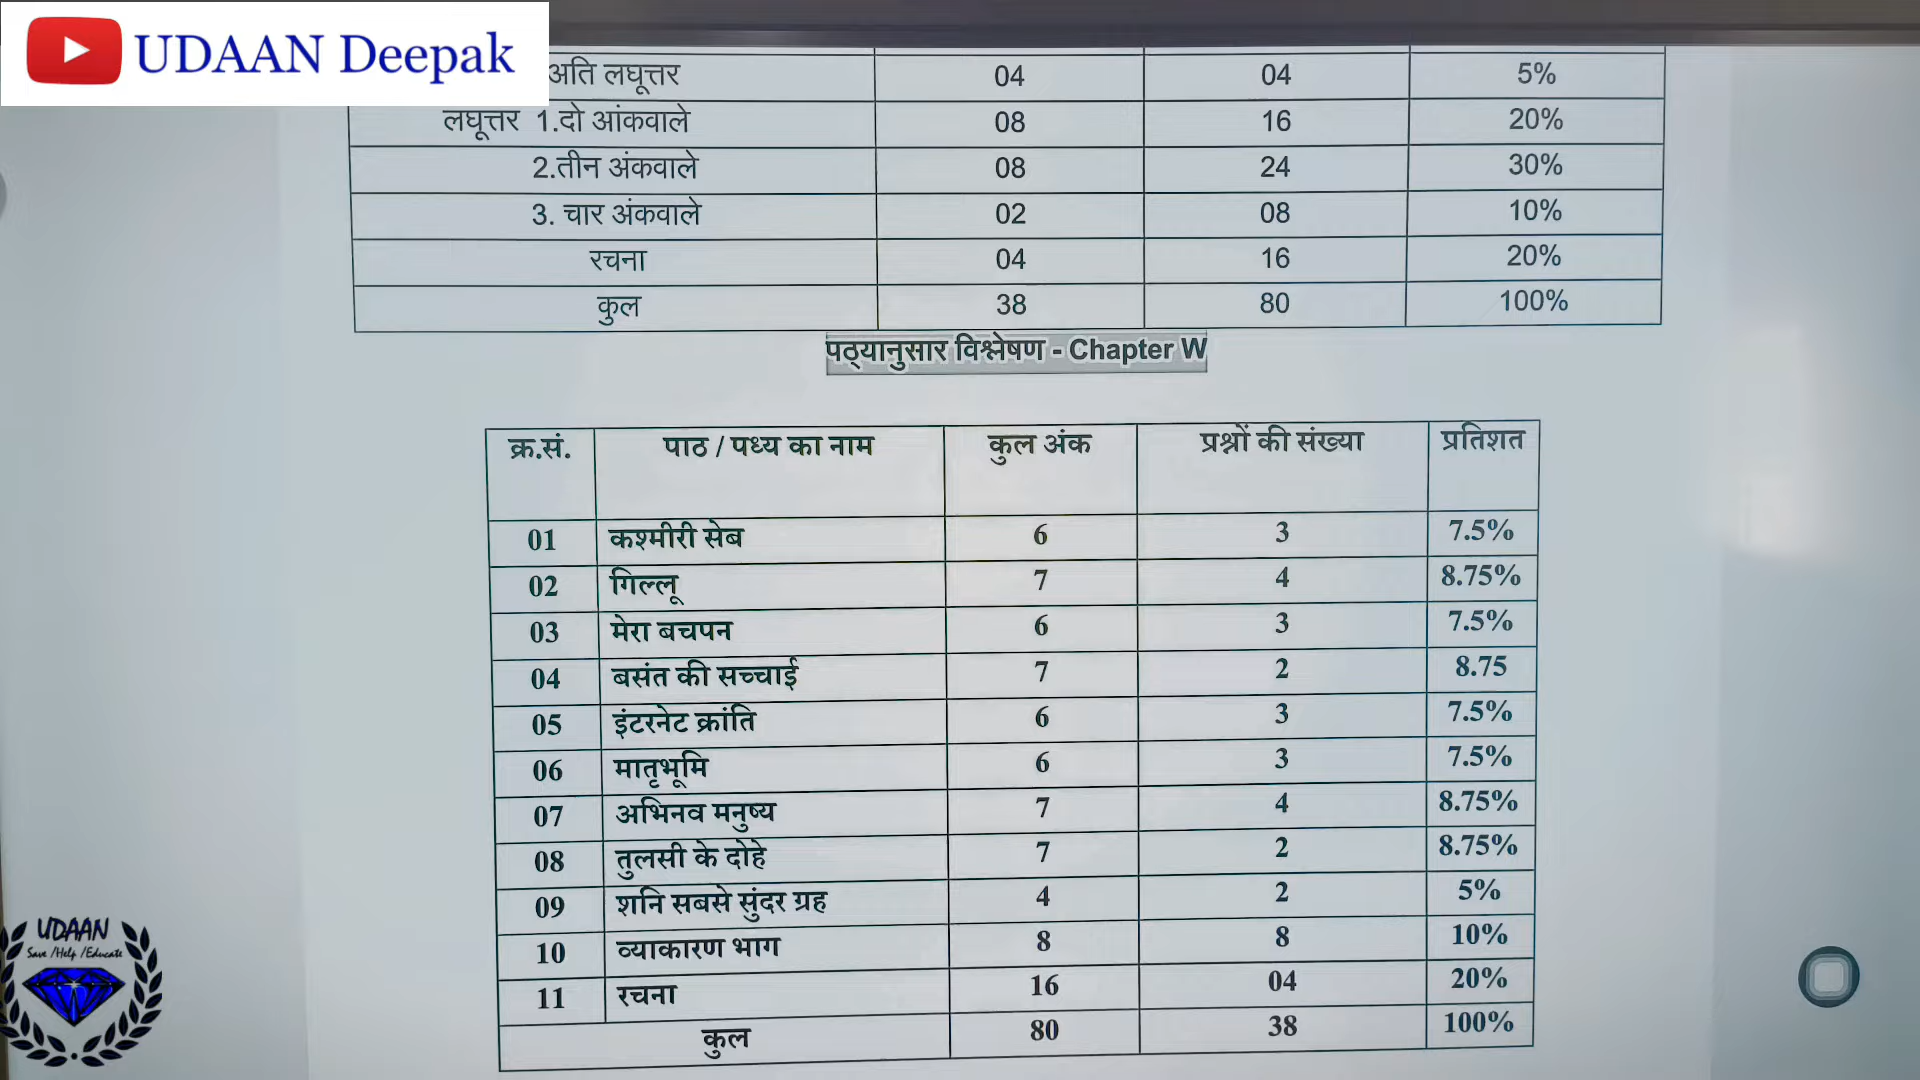 UDAAN Deepak
अति लघूत्तर 04 04 5%
लघूत्तर 1.दो आंकवाले 08 16 20%
2.तीन अंकवाले 08 24 30%
3. चार अंकवाले 02 08 10%
रचना 04 16 20%
कुल 38 80 100%
पठ्यानुसार विश्लेषण - Chapter W
क्र.सं. पाठ / पध्य का नाम कुल अंक प्रश्नों की संख्या प्रतिशत
01 कश्मीरी सेब 6 3 7.5%
02 गिल्लू 7 4 8.75%
03 मेरा बचपन 6 3 7.5%
04 बसंत की सच्चाई 7 2 8.75
05 इंटरनेट क्रांति 6 3 7.5%
06 मातृभूमि 6 3 7.5%
07 अभिनव मनुष्य 7 4 8.75%
08 तुलसी के दोहे 7 2 8.75%
09 शनि सबसे सुंदर ग्रह 4 2 5%
10 व्याकारण भाग 8 8 10%
11 रचना 16 04 20%
कुल 80 38 100%
UDAAN
Save /Help /Educate